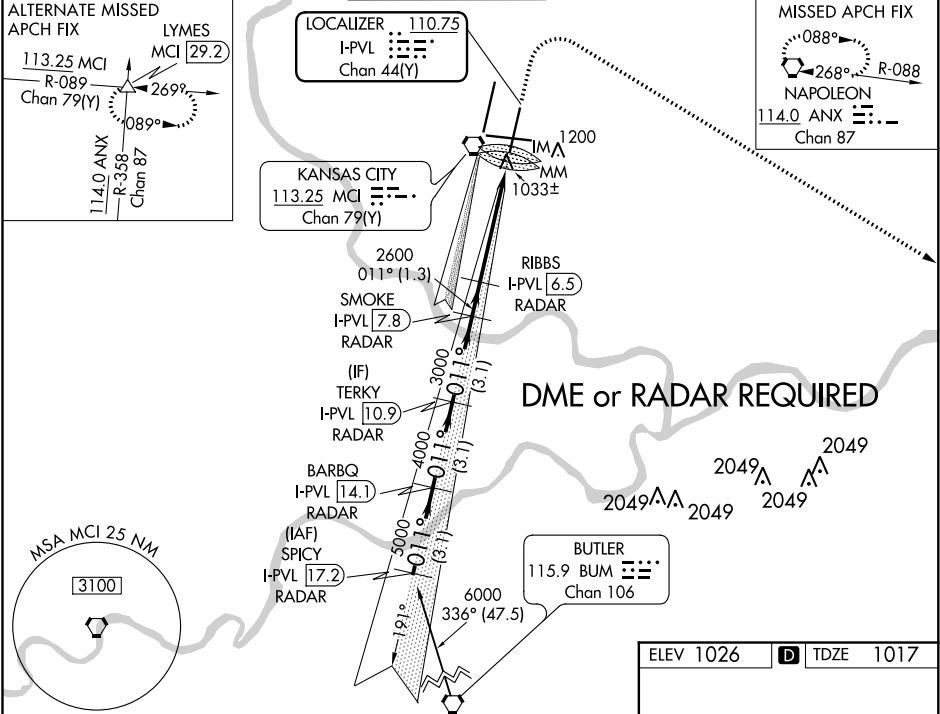 ALTERNATE MISSED
APCH FIX
LYMES
MCI 29.2
113.25 MCI
R-089
Chan 79(Y)
269°
089°
114.0 ANX
R-358
Chan 87
LOCALIZER 110.75
I-PVL
Chan 44(Y)
MISSED APCH FIX
088°
268°
R-088
NAPOLEON
114.0 ANX
Chan 87
IM
1200
MM
1033±
KANSAS CITY
113.25 MCI
Chan 79(Y)
2600
011° (1.3)
RIBBS
I-PVL 6.5
RADAR
SMOKE
I-PVL 7.8
RADAR
3000
011°
(3.1)
(IF)
TERKY
I-PVL 10.9
RADAR
DME or RADAR REQUIRED
4000
011°
(3.1)
2049
2049
2049
2049
2049
BARBQ
I-PVL 14.1
RADAR
5000
011°
(3.1)
(IAF)
SPICY
I-PVL 17.2
RADAR
MSA MCI 25 NM
3100
191°
6000
336° (47.5)
BUTLER
115.9 BUM
Chan 106
ELEV 1026 D TDZE 1017